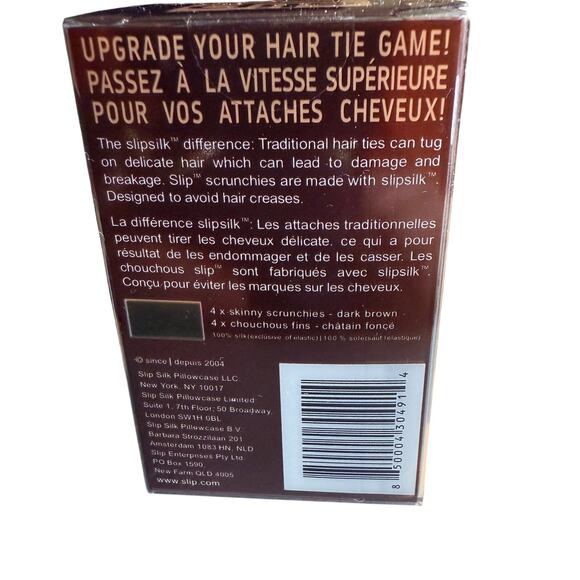 UPGRADE YOUR HAIR TIE GAME!
PASSEZ À LA VITESSE SUPÉRIEURE
POUR VOS ATTACHES CHEVEUX!
The slipsilk™ difference: Traditional hair ties can tug
on delicate hair which can lead to damage and
breakage. Slip™ scrunchies are made with slipsilk™.
Designed to avoid hair creases.
La différence slipsilk™: Les attaches traditionnelles
peuvent tirer les cheveux délicate. ce qui a pour
résultat de les endommager et de les casser. Les
chouchous slip™ sont fabriqués avec slipsilk™.
Conçu pour éviter les marques sur les cheveux.
4 x skinny scrunchies - dark brown
4 x chouchous fins - châtain fonçé
100% silk(exclusive of elastic) | 100 % soie(sauf l'élastique)
© since | depuis 2004
Slip Silk Pillowcase LLC.
New York, NY 10017
Slip Silk Pillowcase Limited
Suite 1, 7th Floor; 50 Broadway.
London SW1H 0BL
Slip Silk Pillowcase B.V.
Barbara Strozzilaan 201
Amsterdam 1083 HN, NLD
Slip Enterprises Pty Ltd.
PO Box 1590,
New Farm QLD 4005
www.slip.com
8 50004 30491 4